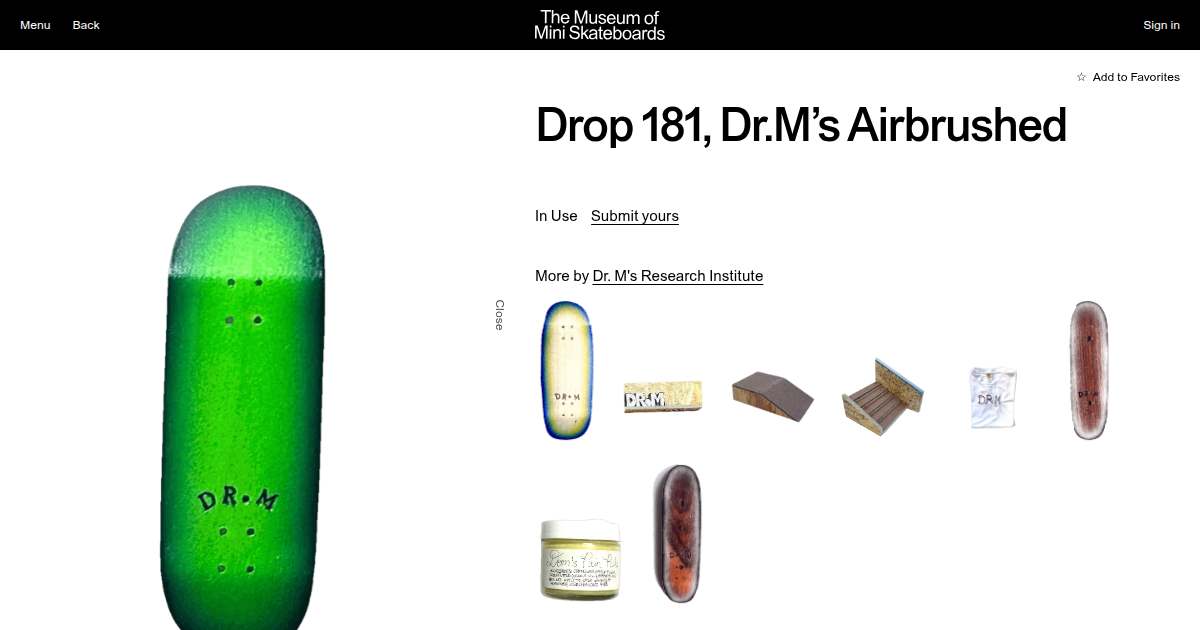 Menu
Back
The Museum of
Mini Skateboards
Sign in
☆ Add to Favorites
Drop 181, Dr.M’s Airbrushed
In Use Submit yours
More by Dr. M's Research Institute
Close
DR•M
DR•M
DR•M
DR•M